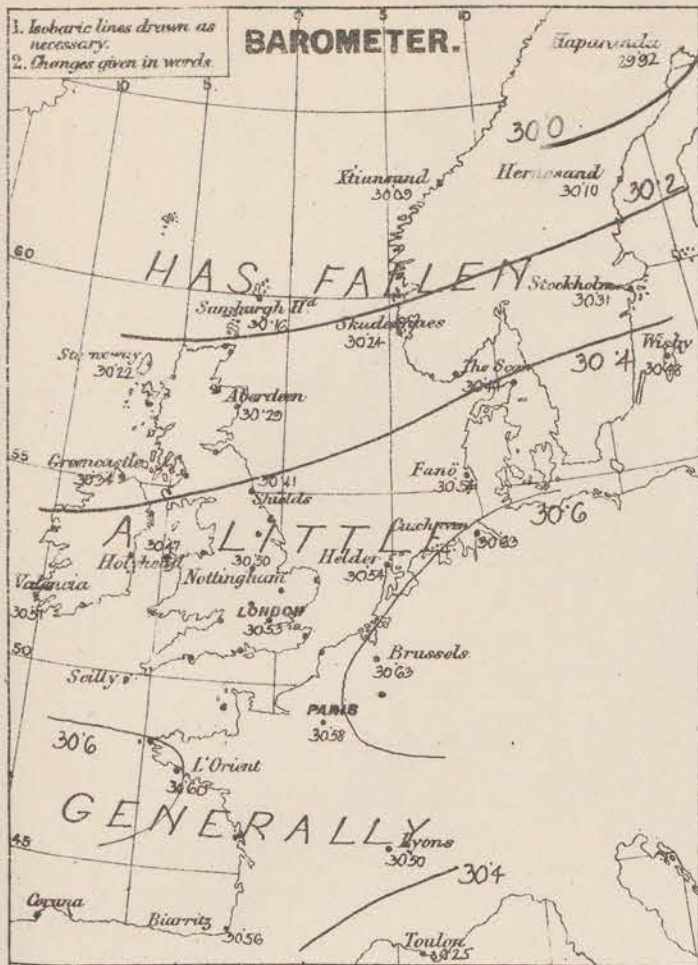 1. Isobaric lines drawn as
necessary.
2. Changes given in words.
BAROMETER.
10
5
5
10
Haparanda
29.92
30.0
Xtiansund
30.09
Hernosand
30.10
30.2
60
HAS FALLEN
Stockholm
30.31
Sumburgh Hd
30.16
Skudesnaes
30.24
Stornoway
30.22
30.4
Wisby
30.48
The Scaw
Aberdeen
30.29
55
Greencastle
30.34
30.41
Shields
Fanö
30.54
30.6
A LITTLE
Cuxhaven
30.63
30.47
Holyhead
30.50
Nottingham
Helder
30.54
Valencia
30.51
LONDON
30.53
50
Scilly
Brussels
30.63
PARIS
30.58
30.6
L'Orient
30.60
GENERALLY
45
Lyons
30.50
30.4
Coruna
Biarritz
30.56
Toulon
30.25